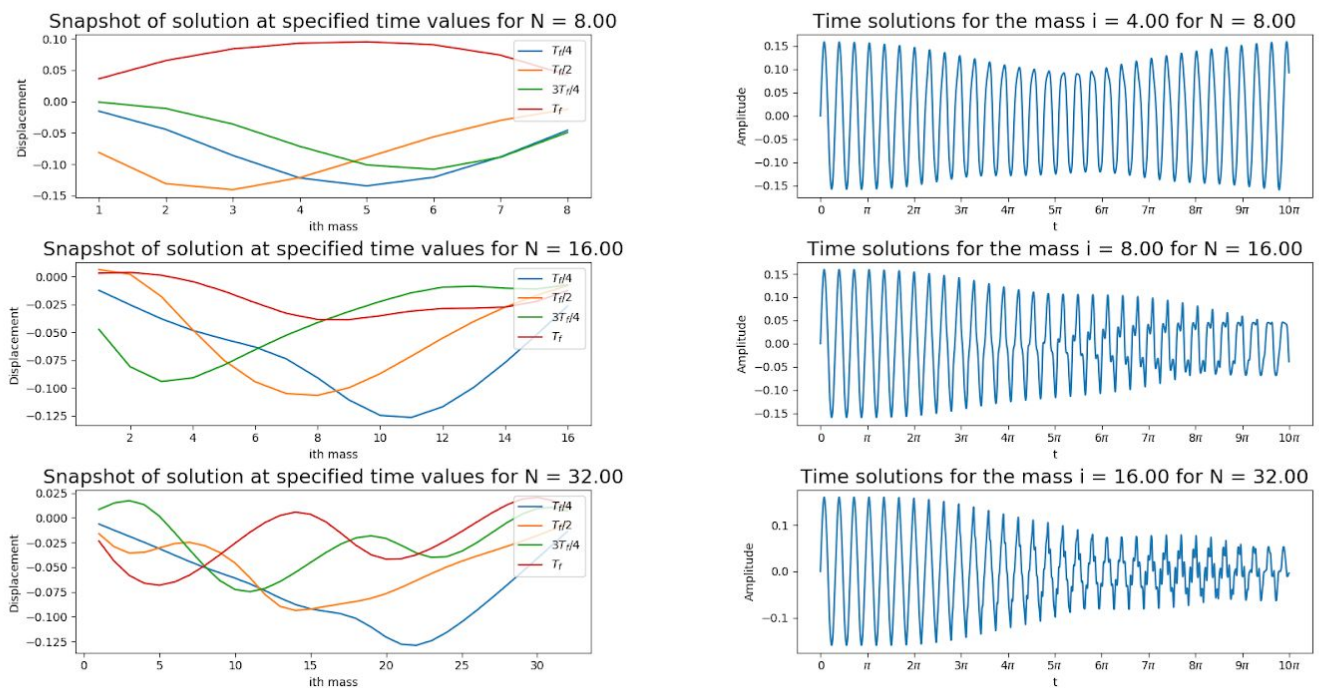 Snapshot of solution at specified time values for N = 8.00
0.10
0.05
0.00
−0.05
−0.10
−0.15
Displacement
T_f/4
T_f/2
3T_f/4
T_f
1 2 3 4 5 6 7 8
ith mass
Time solutions for the mass i = 4.00 for N = 8.00
0.15
0.10
0.05
0.00
−0.05
−0.10
−0.15
Amplitude
0 π 2π 3π 4π 5π 6π 7π 8π 9π 10π
t
Snapshot of solution at specified time values for N = 16.00
0.000
−0.025
−0.050
−0.075
−0.100
−0.125
Displacement
T_f/4
T_f/2
3T_f/4
T_f
2 4 6 8 10 12 14 16
ith mass
Time solutions for the mass i = 8.00 for N = 16.00
0.15
0.10
0.05
0.00
−0.05
−0.10
−0.15
Amplitude
0 π 2π 3π 4π 5π 6π 7π 8π 9π 10π
t
Snapshot of solution at specified time values for N = 32.00
0.025
0.000
−0.025
−0.050
−0.075
−0.100
−0.125
Displacement
T_f/4
T_f/2
3T_f/4
T_f
0 5 10 15 20 25 30
ith mass
Time solutions for the mass i = 16.00 for N = 32.00
0.1
0.0
−0.1
Amplitude
0 π 2π 3π 4π 5π 6π 7π 8π 9π 10π
t